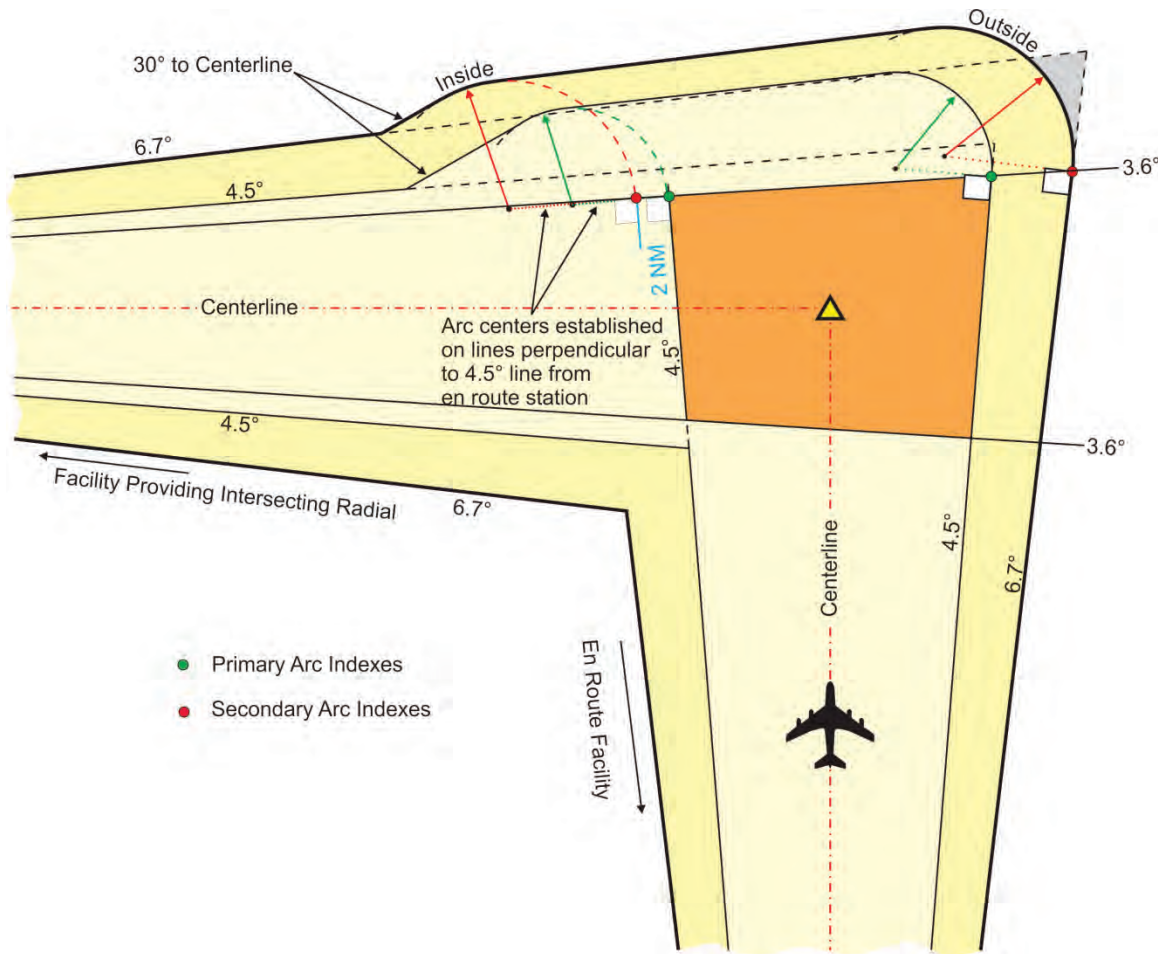 Outside
30° to Centerline
Inside
6.7°
4.5°
3.6°
2 NM
Centerline
Arc centers established
on lines perpendicular
to 4.5° line from
en route station
4.5°
4.5°
3.6°
Facility Providing Intersecting Radial
6.7°
4.5°
6.7°
Centerline
Primary Arc Indexes
Secondary Arc Indexes
En Route Facility